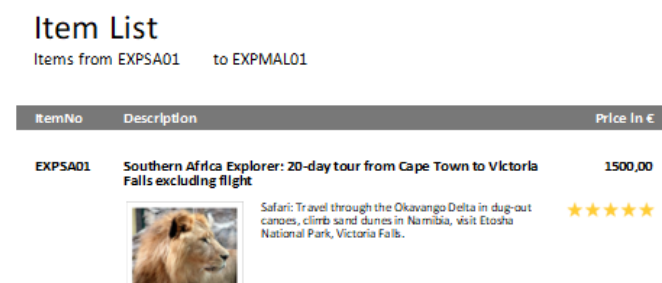 Item List
Items from EXPSA01 to EXPMAL01
ItemNo Description Price in €
EXPSA01 Southern Africa Explorer: 20-day tour from Cape Town to Victoria 1500,00
Falls excluding flight
Safari: Travel through the Okavango Delta in dug-out
canoes, climb sand dunes in Namibia, visit Etosha
National Park, Victoria Falls.